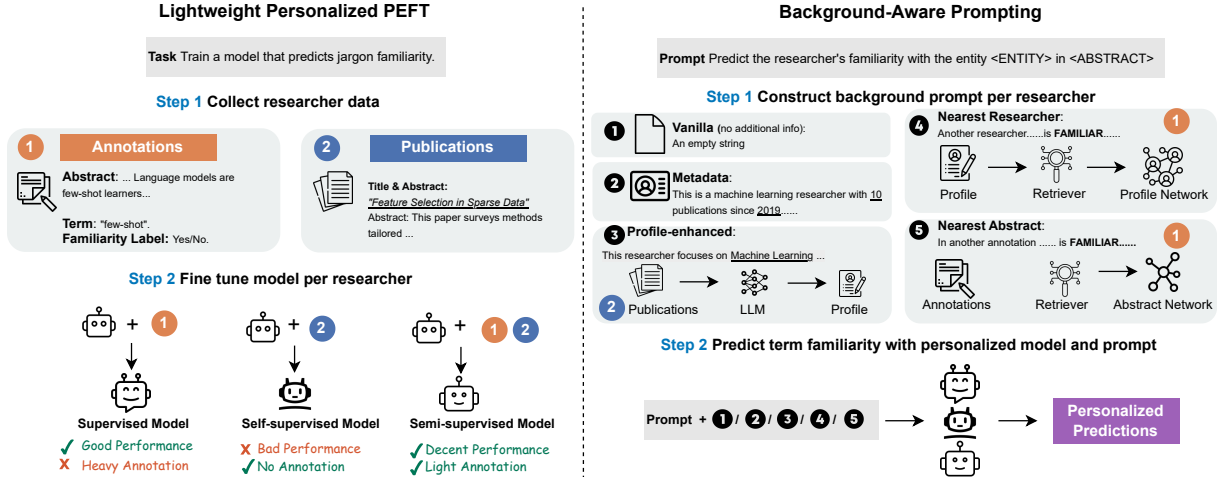 Lightweight Personalized PEFT
Task Train a model that predicts jargon familiarity.
Step 1 Collect researcher data
1
Annotations
Abstract: ... Language models are
few-shot learners...
Term: "few-shot".
Familiarity Label: Yes/No.
2
Publications
Title & Abstract:
"Feature Selection in Sparse Data"
Abstract: This paper surveys methods
tailored ...
Step 2 Fine tune model per researcher
+ 1
Supervised Model
✓ Good Performance
X Heavy Annotation
+ 2
Self-supervised Model
X Bad Performance
✓ No Annotation
+ 1 2
Semi-supervised Model
✓ Decent Performance
✓ Light Annotation
Background-Aware Prompting
Prompt Predict the researcher's familiarity with the entity <ENTITY> in <ABSTRACT>
Step 1 Construct background prompt per researcher
1
Vanilla (no additional info):
An empty string
2
Metadata:
This is a machine learning researcher with 10
publications since 2019......
3 Profile-enhanced:
This researcher focuses on Machine Learning ...
2 Publications
LLM
Profile
4 Nearest Researcher:
1
Another researcher......is FAMILIAR......
Profile
Retriever
Profile Network
5 Nearest Abstract:
1
In another annotation ...... is FAMILIAR......
Annotations
Retriever
Abstract Network
Step 2 Predict term familiarity with personalized model and prompt
Prompt + 1 / 2 / 3 / 4 / 5
Personalized
Predictions